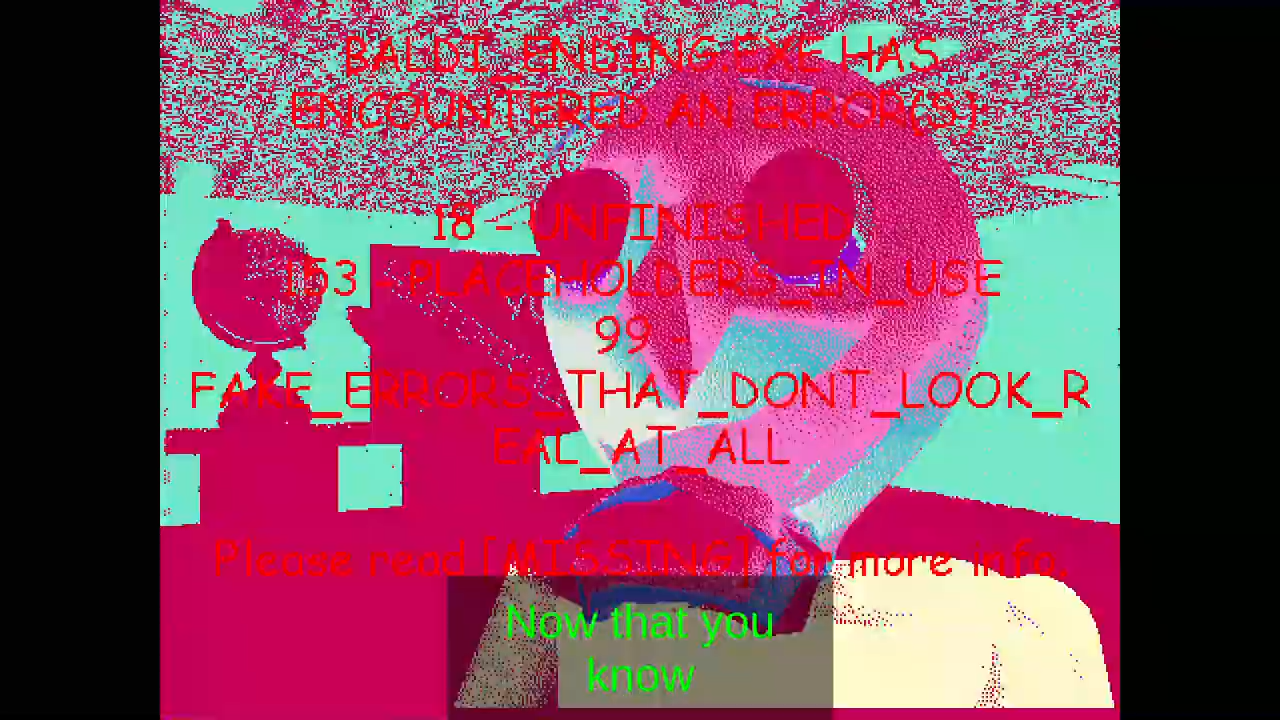 BALDI_ENDING.EXE HAS
ENCOUNTERED AN ERROR(S)
18 - UNFINISHED
153 - PLACEHOLDERS_IN_USE
99 -
FAKE_ERRORS_THAT_DONT_LOOK_R
EAL_AT_ALL
Please read [MISSING] for more info.
Now that you
know